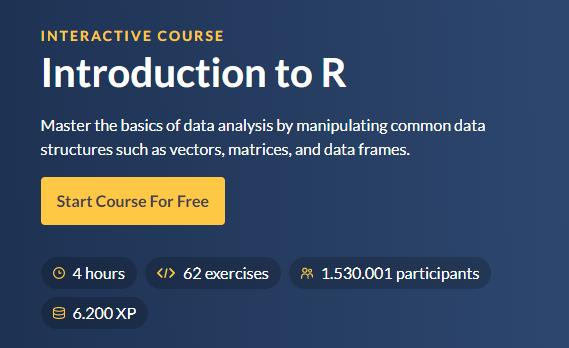 INTERACTIVE COURSE
Introduction to R
Master the basics of data analysis by manipulating common data
structures such as vectors, matrices, and data frames.
Start Course For Free
4 hours
62 exercises
1.530.001 participants
6.200 XP